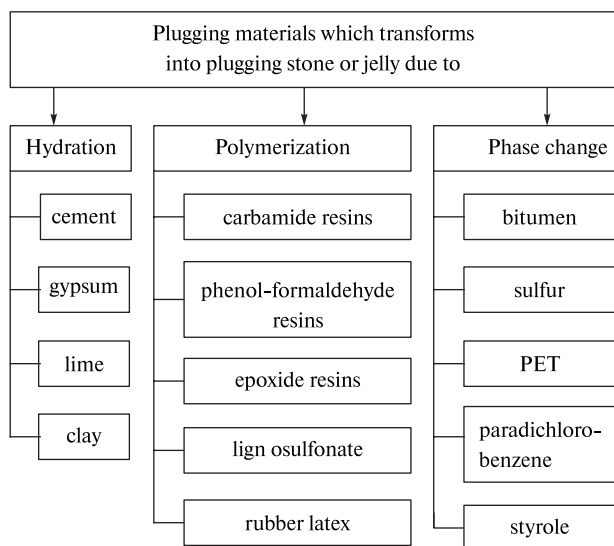 Plugging materials which transforms
into plugging stone or jelly due to
Hydration
cement
gypsum
lime
clay
Polymerization
carbamide resins
phenol-formaldehyde
resins
epoxide resins
lign osulfonate
rubber latex
Phase change
bitumen
sulfur
PET
paradichloro-
benzene
styrole